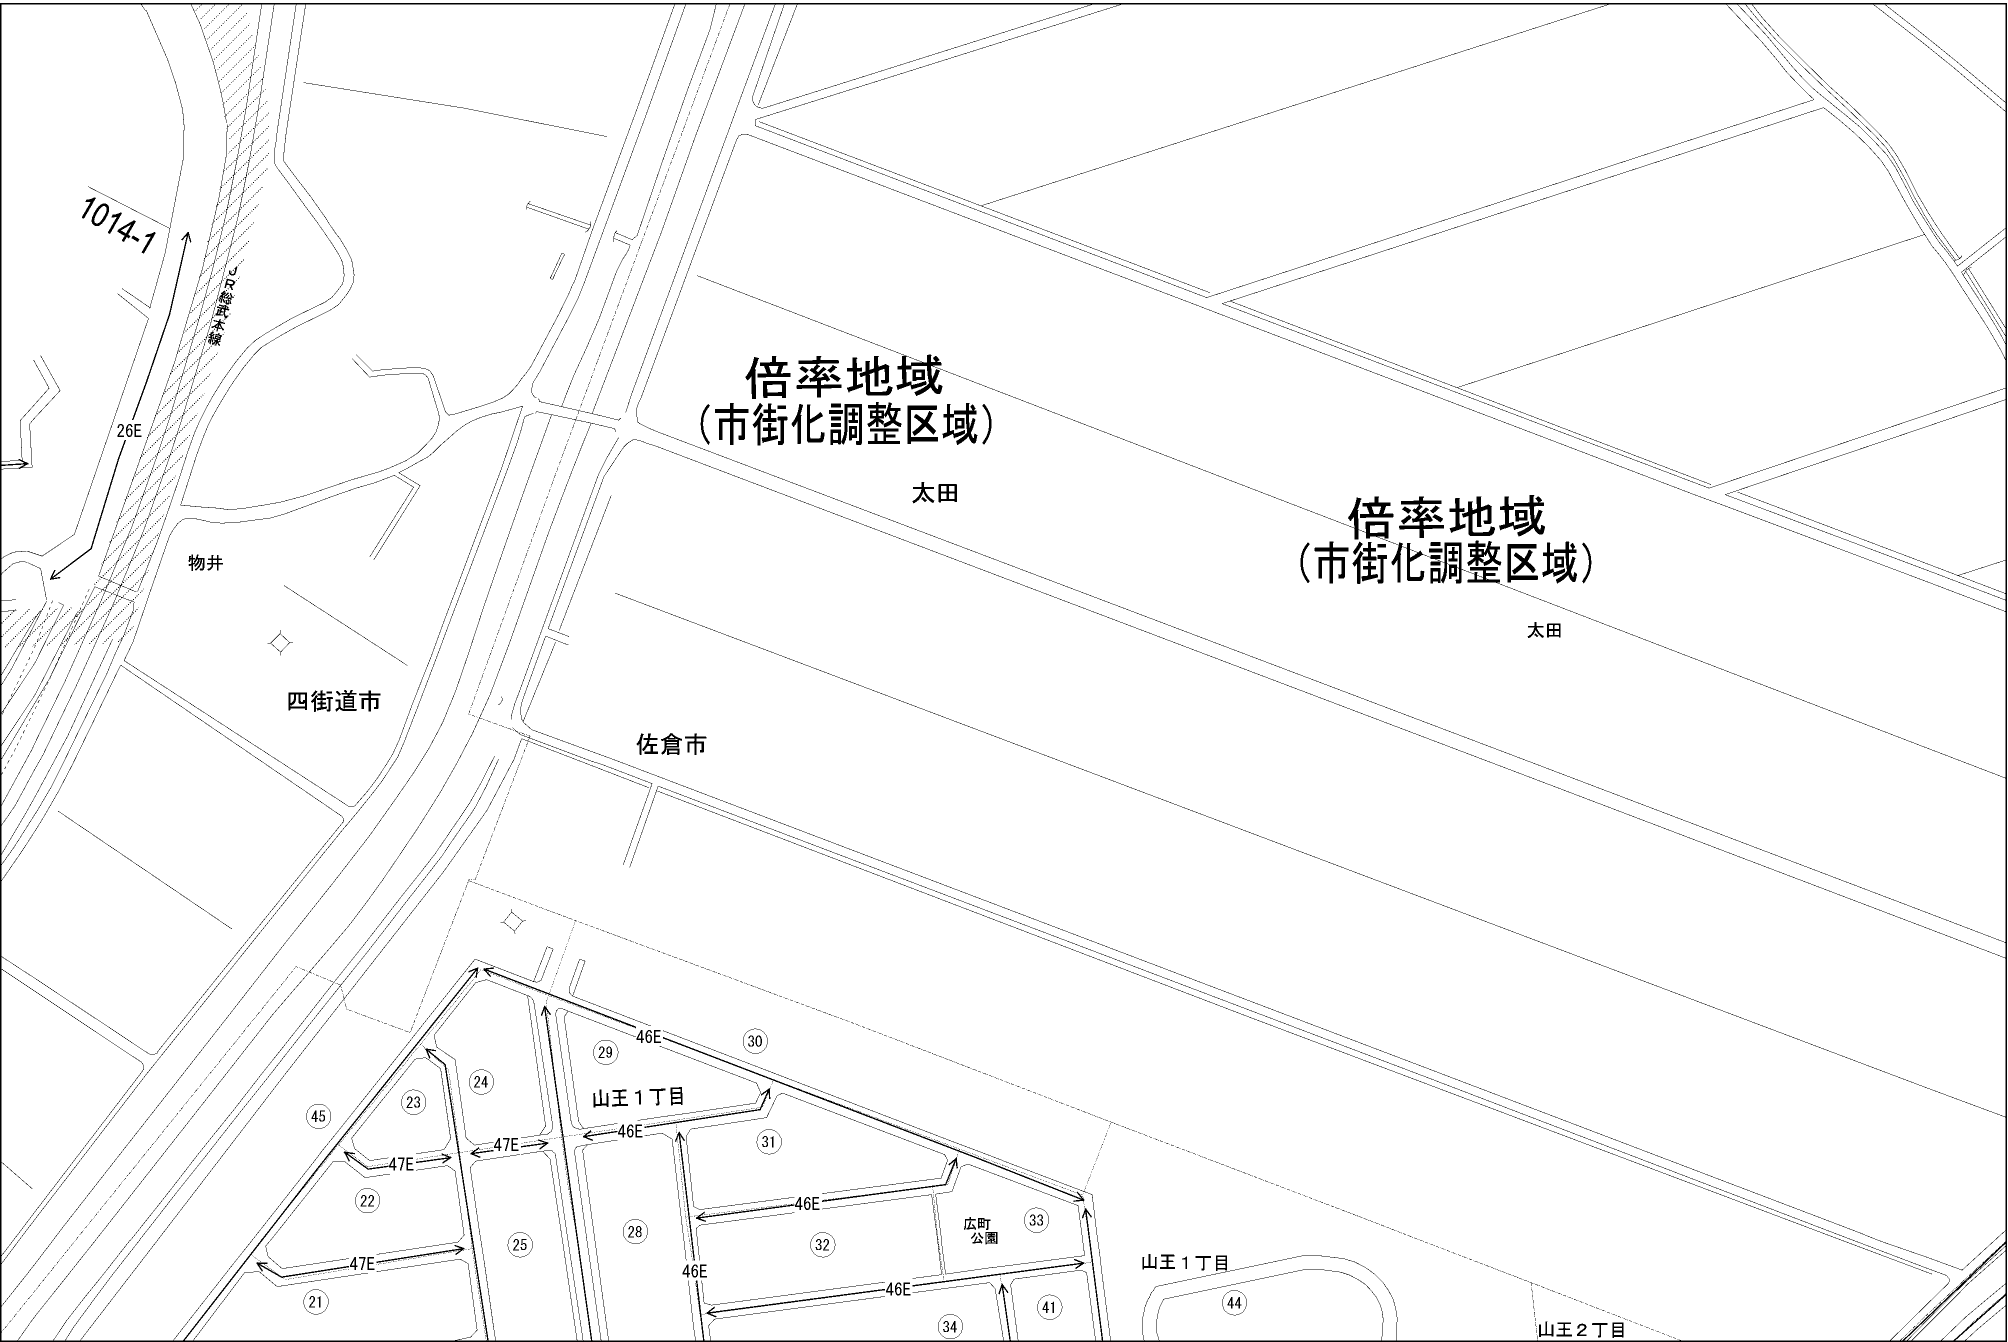 1014-1
JR総武本線
倍率地域
(市街化調整区域)
26E
太田
倍率地域
(市街化調整区域)
物井
太田
四街道市
佐倉市
46E
30
29
24
山王1丁目
23
45
46E
31
47E
47E
22
46E
広町
公園
33
28
25
32
47E
46E
山王1丁目
46E
21
44
41
34
山王2丁目